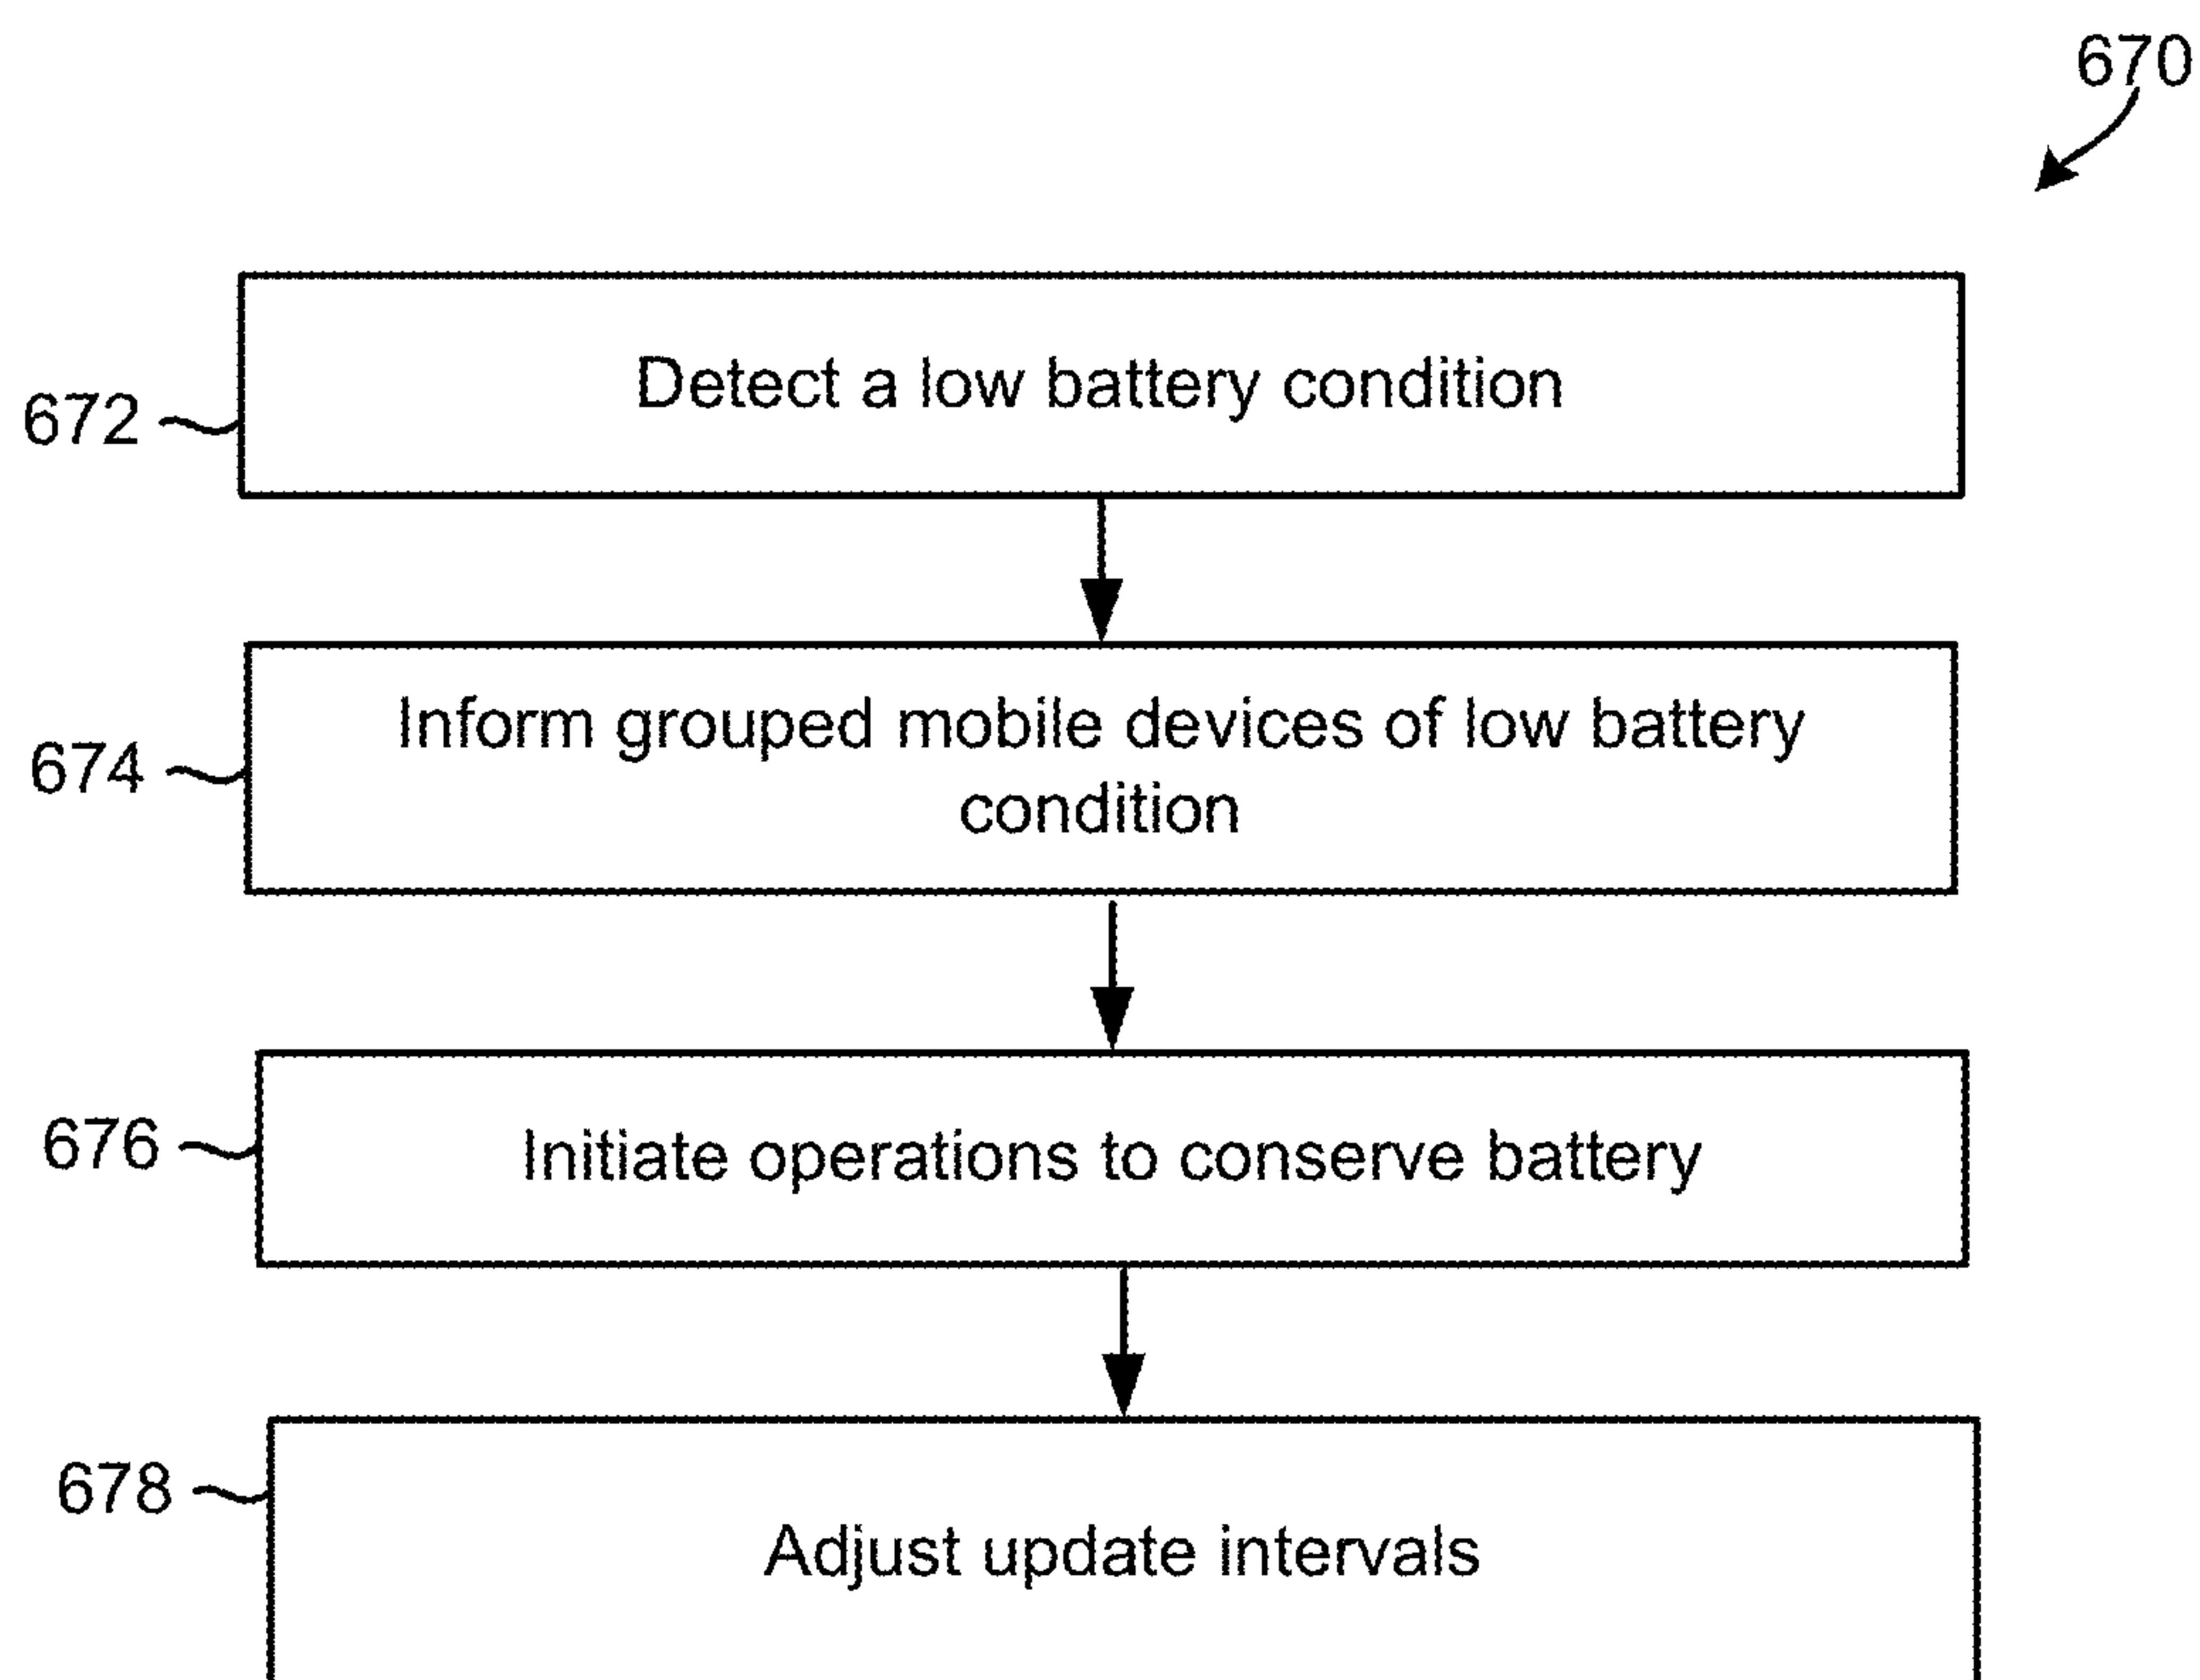 670
672
Detect a low battery condition
674
Inform grouped mobile devices of low battery
condition
676
Initiate operations to conserve battery
678
Adjust update intervals